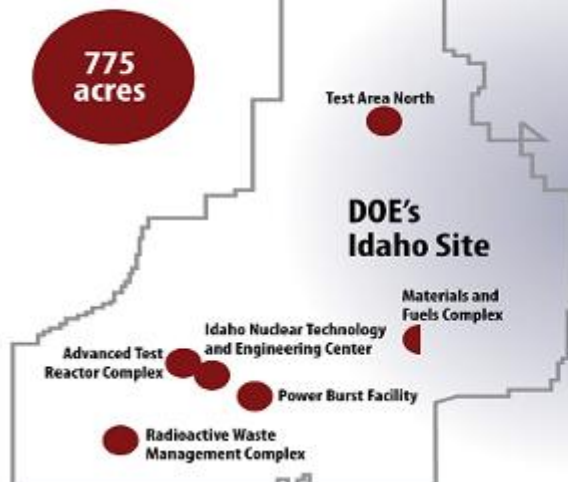 775
acres
Test Area North
DOE's
Idaho Site
Materials and
Fuels Complex
Idaho Nuclear Technology
and Engineering Center
Advanced Test
Reactor Complex
Power Burst Facility
Radioactive Waste
Management Complex